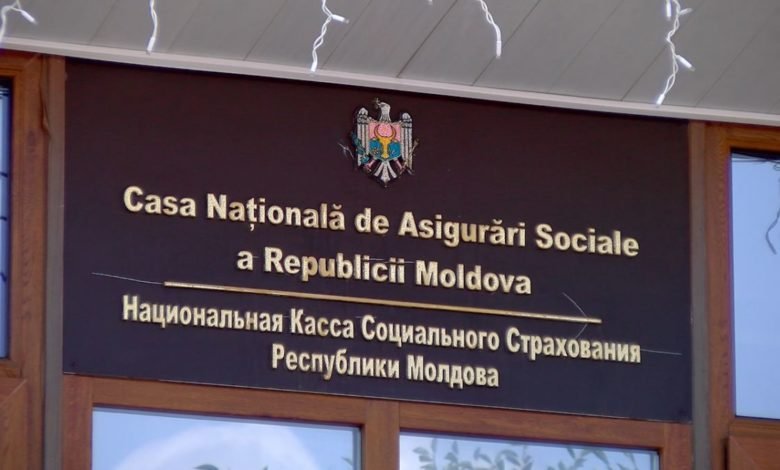 Casa Națională de Asigurări Sociale
a Republicii Moldova
Национальная Касса Социального Страхования
Республики Молдова